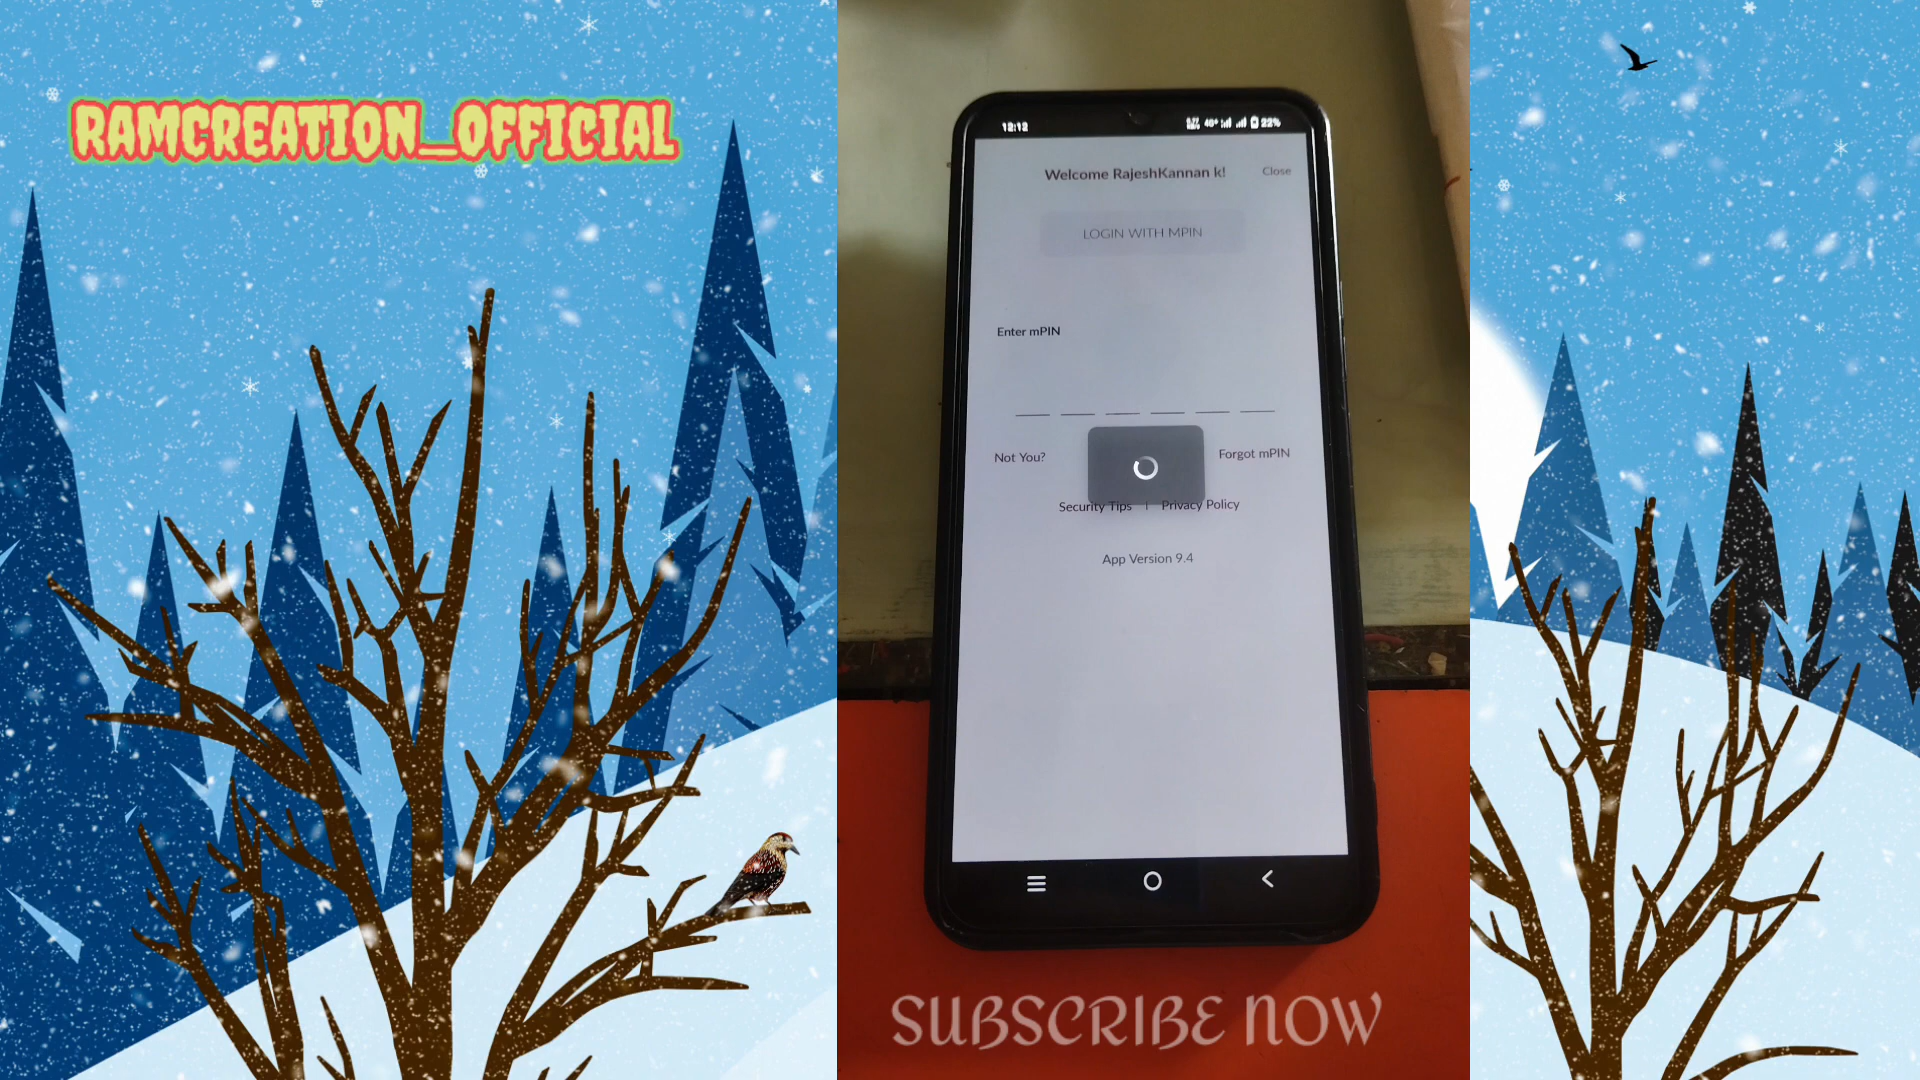 RAMCREATION_OFFICIAL
12:12
4G+ 22%
Welcome RajeshKannan k!
Close
LOGIN WITH MPIN
Enter mPIN
Not You?
Forgot mPIN
Security Tips | Privacy Policy
App Version 9.4
SUBSCRIBE NOW